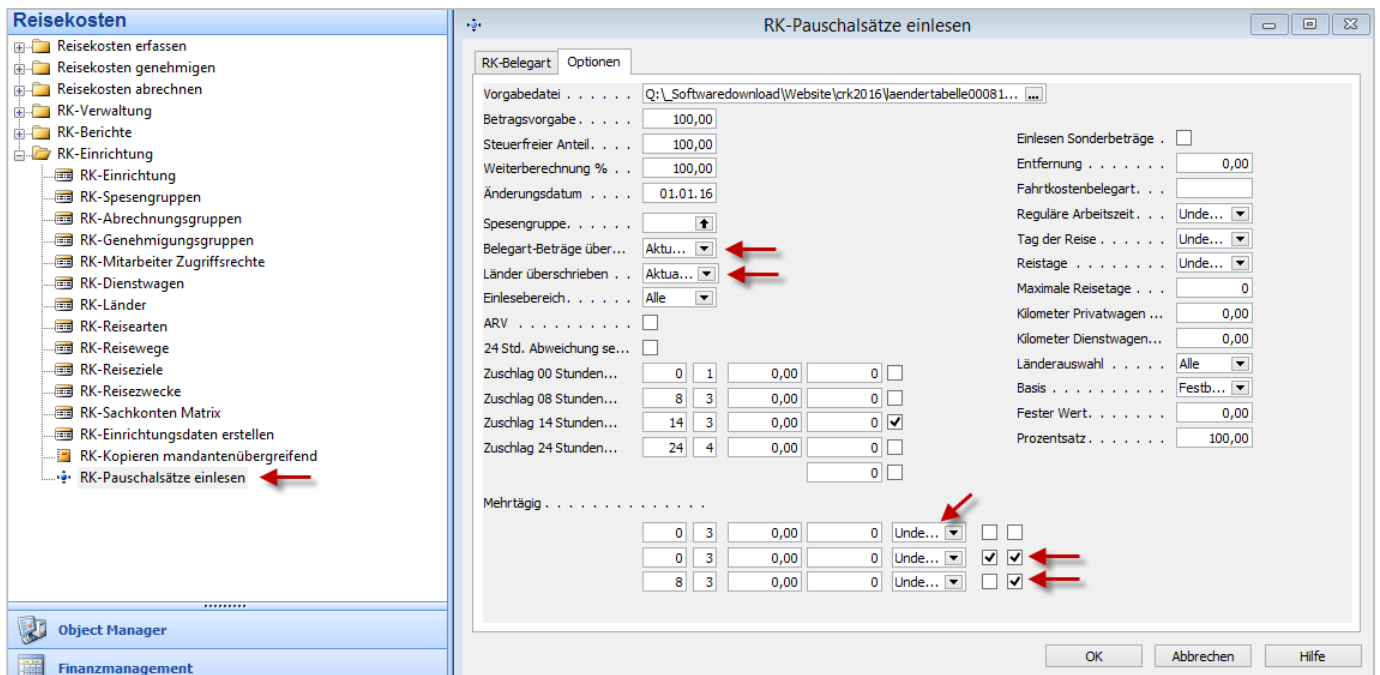 Reisekosten
Reisekosten erfassen
Reisekosten genehmigen
Reisekosten abrechnen
RK-Verwaltung
RK-Berichte
RK-Einrichtung
RK-Einrichtung
RK-Spesengruppen
RK-Abrechnungsgruppen
RK-Genehmigungsgruppen
RK-Mitarbeiter Zugriffsrechte
RK-Dienstwagen
RK-Länder
RK-Reisearten
RK-Reisewege
RK-Reiseziele
RK-Reisezwecke
RK-Sachkonten Matrix
RK-Einrichtungsdaten erstellen
RK-Kopieren mandantenübergreifend
RK-Pauschalsätze einlesen
Object Manager
Finanzmanagement
RK-Pauschalsätze einlesen
RK-Belegart Optionen
Vorgabedatei . . . . . . Q:\_Softwaredownload\Website\crk2016\laendertabelle00081... ...
Betragsvorgabe . . . . . 100,00
Steuerfreier Anteil. . . . 100,00
Weiterberechnung % . . 100,00
Änderungsdatum . . . . 01.01.16
Spesengruppe. . . . . .
Belegart-Beträge über... Aktu...
Länder überschrieben . . Aktua...
Einlesebereich. . . . . . Alle
ARV . . . . . . . . . .
24 Std. Abweichung se...
Zuschlag 00 Stunden... 0 1 0,00 0
Zuschlag 08 Stunden... 8 3 0,00 0
Zuschlag 14 Stunden... 14 3 0,00 0
Zuschlag 24 Stunden... 24 4 0,00 0
0
Mehrtägig . . . . . . . . . . . . . .
0 3 0,00 0 Unde...
0 3 0,00 0 Unde...
8 3 0,00 0 Unde...
Einlesen Sonderbeträge .
Entfernung . . . . . . . 0,00
Fahrtkostenbelegart. . .
Reguläre Arbeitszeit. . . Unde...
Tag der Reise . . . . . . Unde...
Reistage . . . . . . . . Unde...
Maximale Reisetage . . . 0
Kilometer Privatwagen ... 0,00
Kilometer Dienstwagen... 0,00
Länderauswahl . . . . . Alle
Basis . . . . . . . . . . Festb...
Fester Wert. . . . . . . 0,00
Prozentsatz . . . . . . . 100,00
OK Abbrechen Hilfe